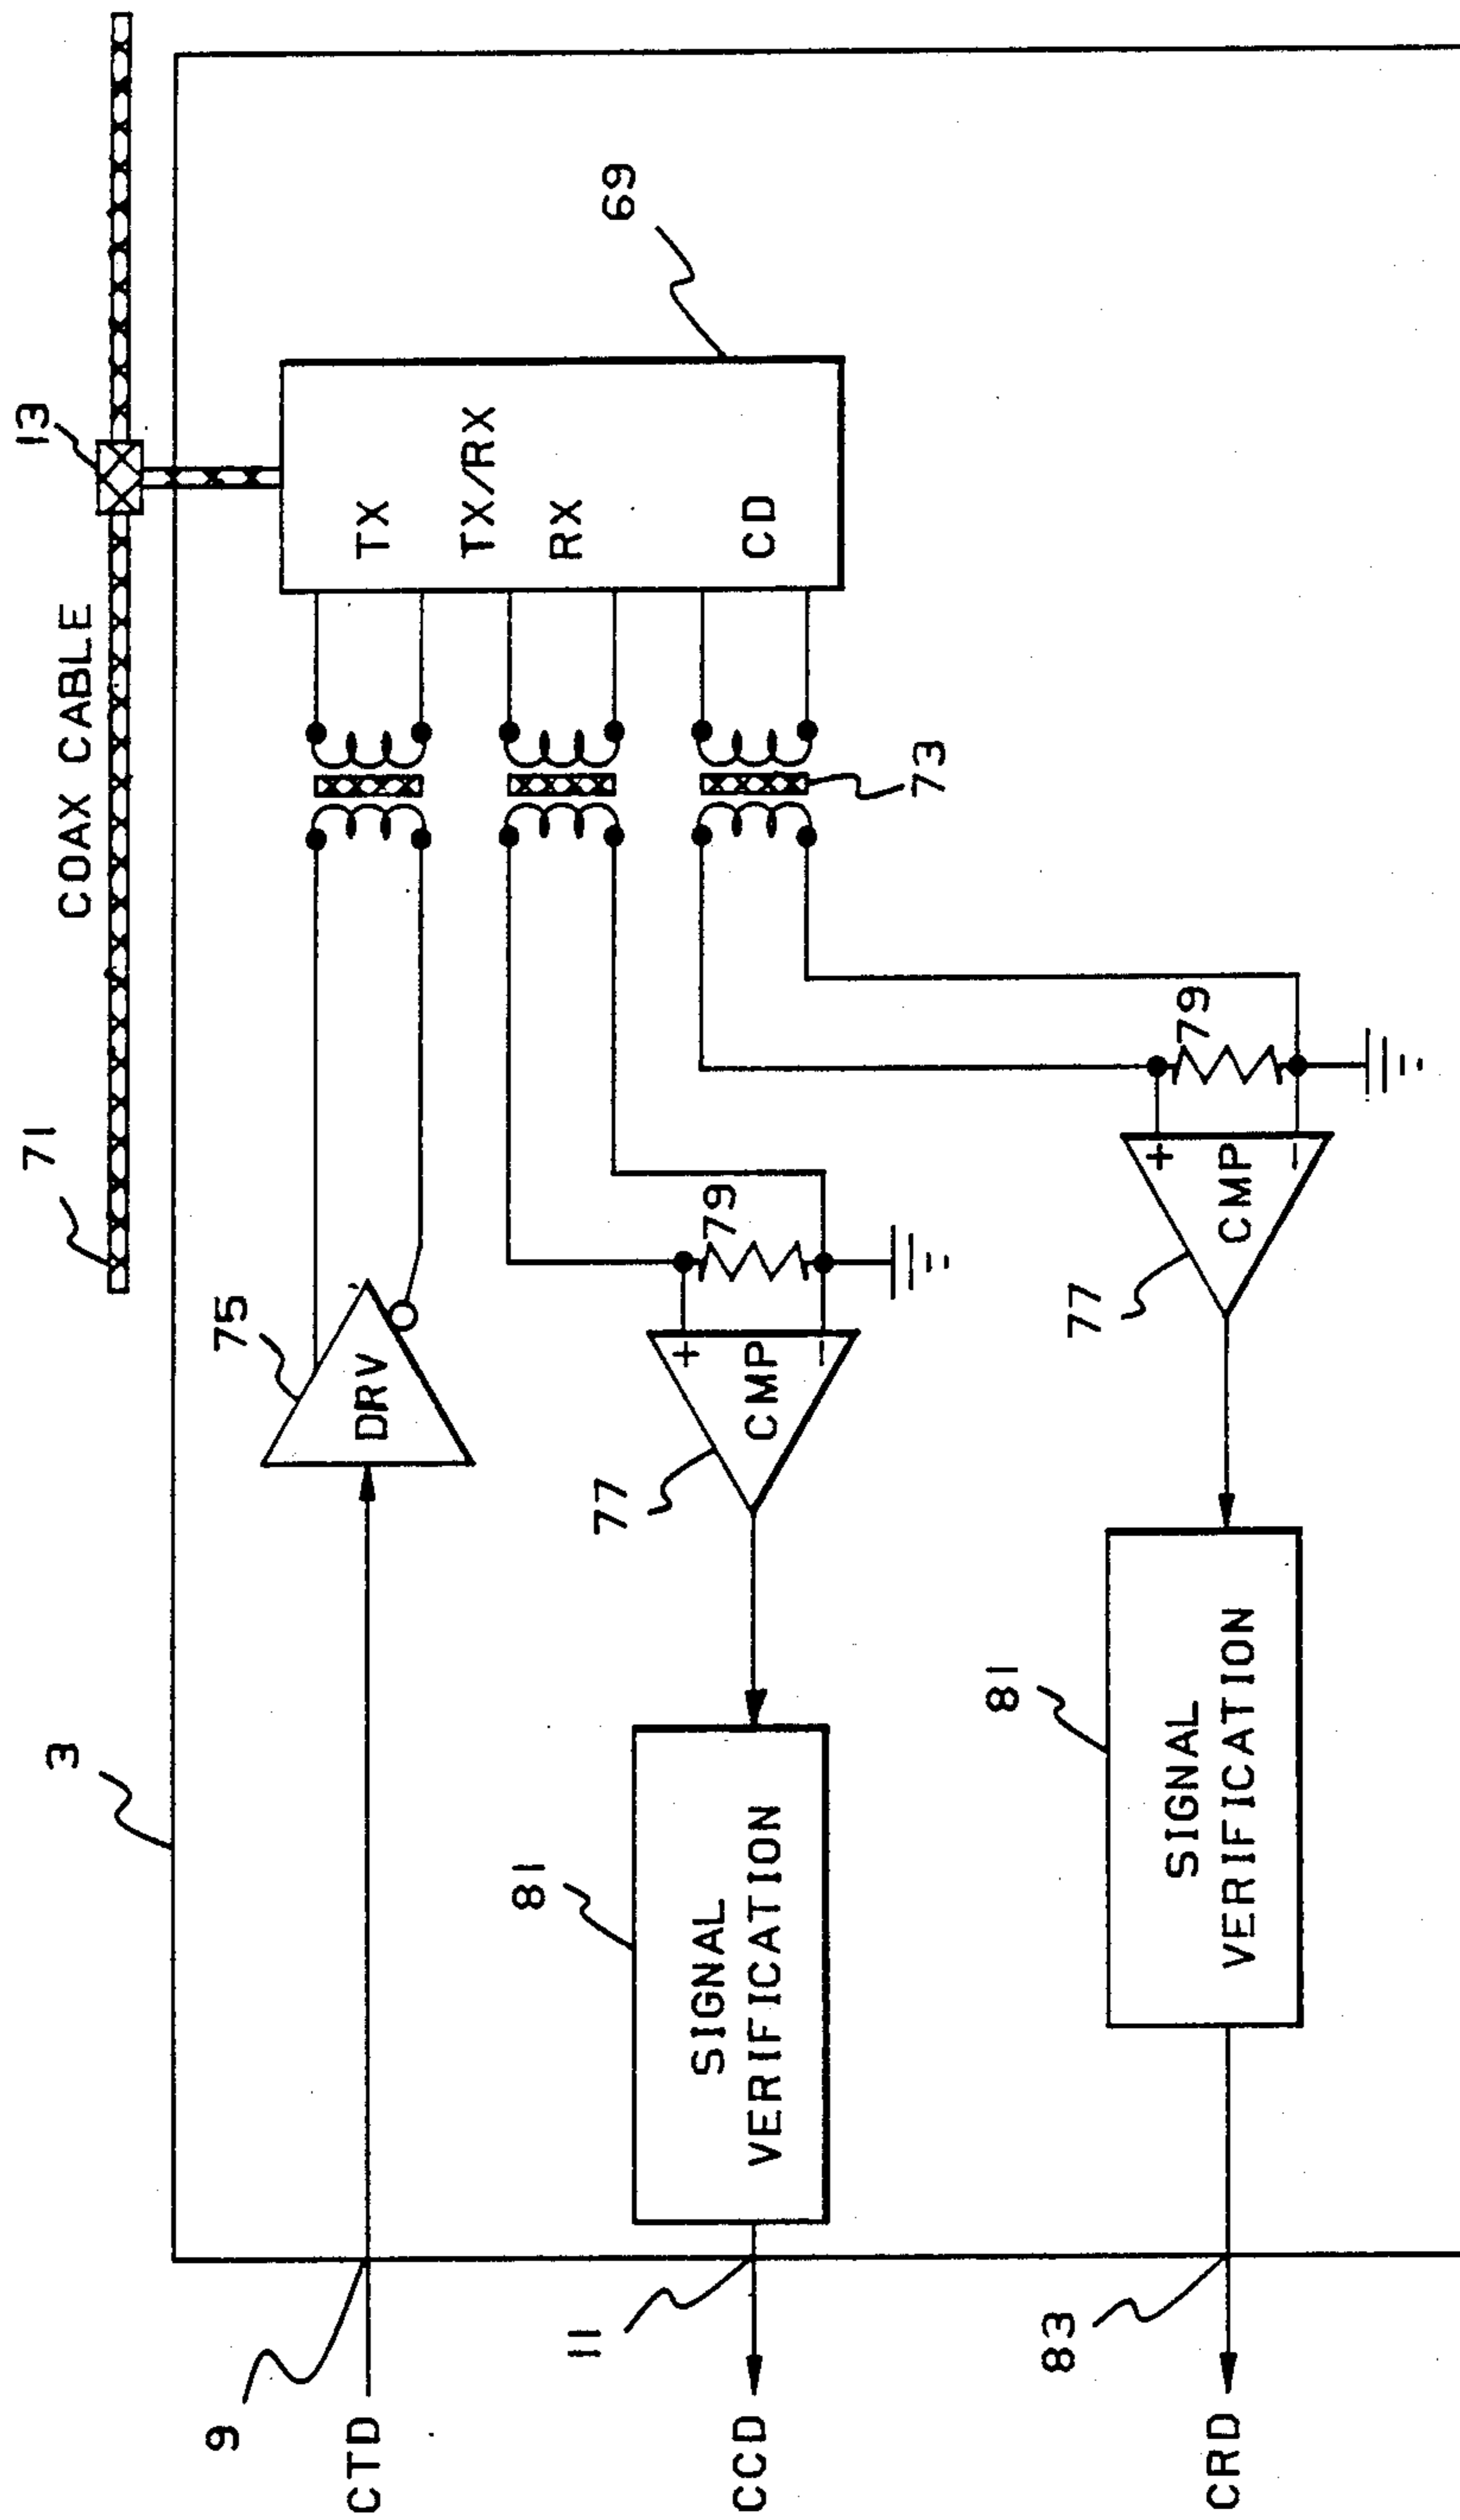 13
COAX CABLE
71
3
69
TX
TX/RX
RX
CD
73
75
DRV
79
79
+
CMP
-
77
+
CMP
-
77
81
SIGNAL
VERIFICATION
81
SIGNAL
VERIFICATION
9
CTD
11
CCD
83
CRD